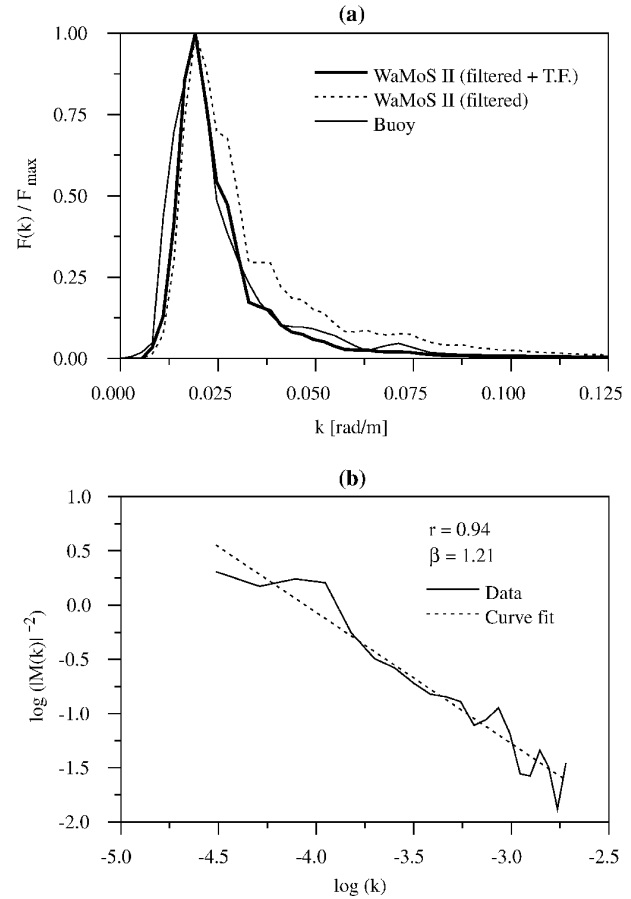 (a)
1.00
0.75
0.50
0.25
0.00
F(k) / F max
WaMoS II (filtered + T.F.)
WaMoS II (filtered)
Buoy
0.000 0.025 0.050 0.075 0.100 0.125
k [rad/m]
(b)
1.0
0.5
0.0
-0.5
-1.0
-1.5
-2.0
log (|M(k)| -2)
r = 0.94
β = 1.21
Data
Curve fit
-5.0 -4.5 -4.0 -3.5 -3.0 -2.5
log (k)